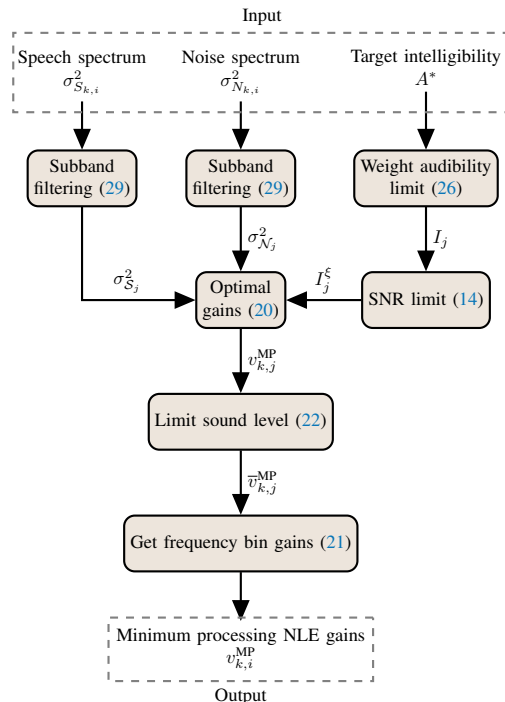 Input
Speech spectrum
σ²_{S_{k,i}}
Noise spectrum
σ²_{N_{k,i}}
Target intelligibility
A*
Subband
filtering (29)
Subband
filtering (29)
Weight audibility
limit (26)
σ²_{𝒩_j}
I_j
σ²_{𝒮_j}
Optimal
gains (20)
I_j^ξ
SNR limit (14)
v_{k,j}^{MP}
Limit sound level (22)
v̅_{k,j}^{MP}
Get frequency bin gains (21)
Minimum processing NLE gains
v_{k,i}^{MP}
Output